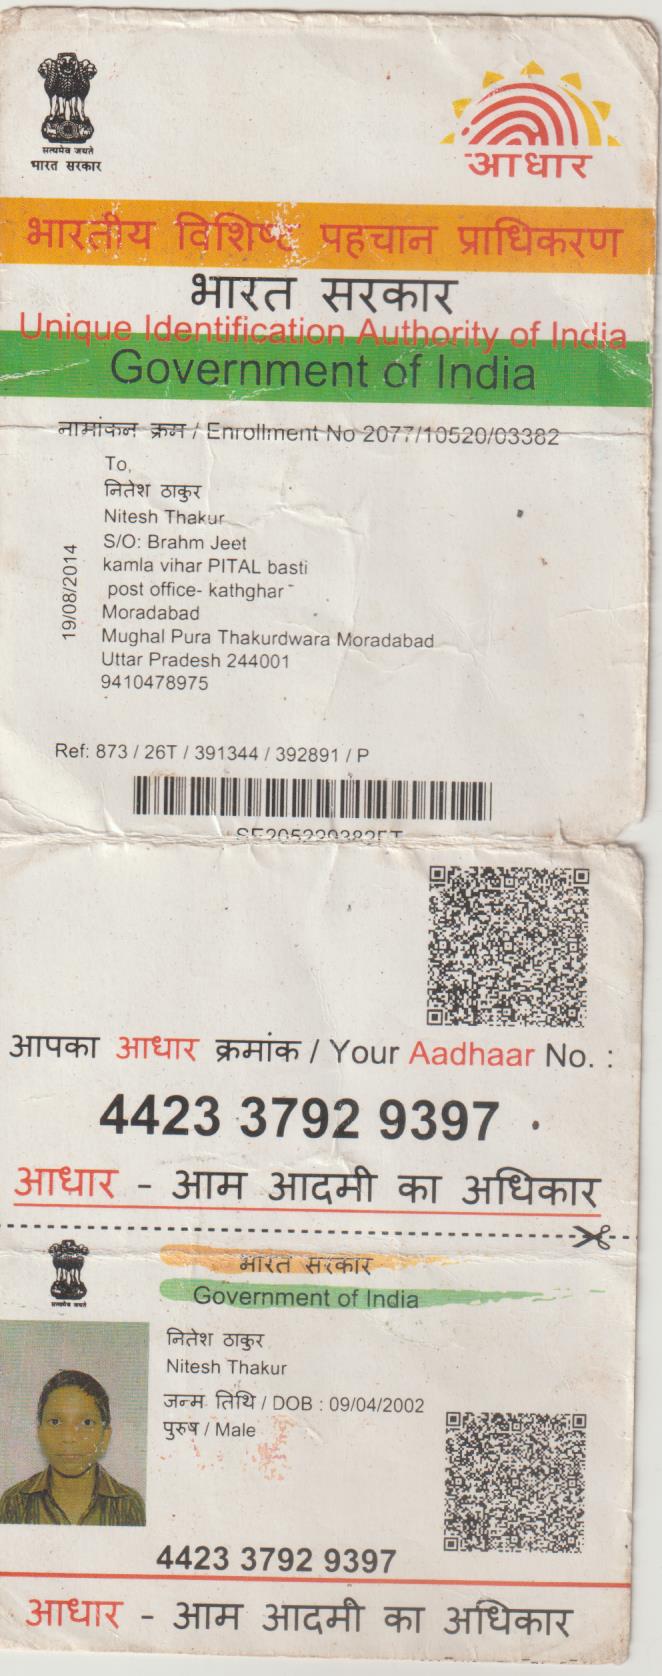 सत्यमेव जयते
भारत सरकार
आधार
भारतीय विशिष्ट पहचान प्राधिकरण
भारत सरकार
Unique Identification Authority of India
Government of India
नामांकन क्रम / Enrollment No 2077/10520/03382
To,
नितेश ठाकुर
Nitesh Thakur
S/O: Brahm Jeet
kamla vihar PITAL basti
post office- kathghar
Moradabad
Mughal Pura Thakurdwara Moradabad
Uttar Pradesh 244001
9410478975
19/08/2014
Ref: 873 / 26T / 391344 / 392891 / P
आपका आधार क्रमांक / Your Aadhaar No. :
4423 3792 9397
आधार - आम आदमी का अधिकार
सत्यमेव जयते
भारत सरकार
Government of India
नितेश ठाकुर
Nitesh Thakur
जन्म तिथि / DOB : 09/04/2002
पुरुष / Male
4423 3792 9397
आधार - आम आदमी का अधिकार